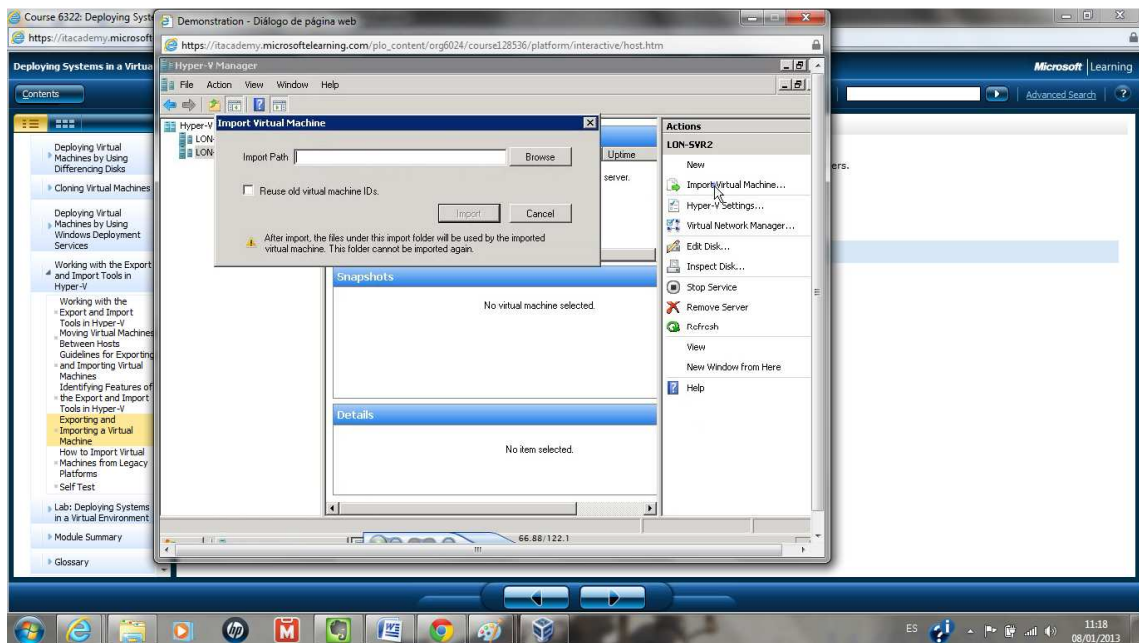 Course 6322: Deploying Syste
https://itacademy.microsoft
Deploying Systems in a Virtua
Microsoft | Learning
Contents
Advanced Search
?
Deploying Virtual
Machines by Using
Differencing Disks
Cloning Virtual Machines
Deploying Virtual
Machines by Using
Windows Deployment
Services
Working with the Export
and Import Tools in
Hyper-V
Working with the
Export and Import
Tools in Hyper-V
Moving Virtual Machines
Between Hosts
Guidelines for Exporting
and Importing Virtual
Machines
Identifying Features of
the Export and Import
Tools in Hyper-V
Exporting and
Importing a Virtual
Machine
How to Import Virtual
Machines from Legacy
Platforms
Self Test
Lab: Deploying Systems
in a Virtual Environment
Module Summary
Glossary
Demonstration - Diálogo de página web
https://itacademy.microsoftelearning.com/plo_content/org6024/course128536/platform/interactive/host.htm
Hyper-V Manager
File Action View Window Help
Hyper-V
LON-
LON-
Import Virtual Machine
Import Path
Browse
Reuse old virtual machine IDs.
Import
Cancel
After import, the files under this import folder will be used by the imported
virtual machine. This folder cannot be imported again.
Uptime
server.
Snapshots
No virtual machine selected.
Details
No item selected.
Actions
LON-SVR2
New
Import Virtual Machine...
Hyper-V Settings...
Virtual Network Manager...
Edit Disk...
Inspect Disk...
Stop Service
Remove Server
Refresh
View
New Window from Here
Help
ers.
66.88/122.1
ES
11:18
08/01/2013